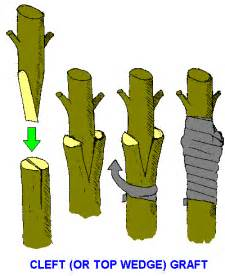 CLEFT (OR TOP WEDGE) GRAFT